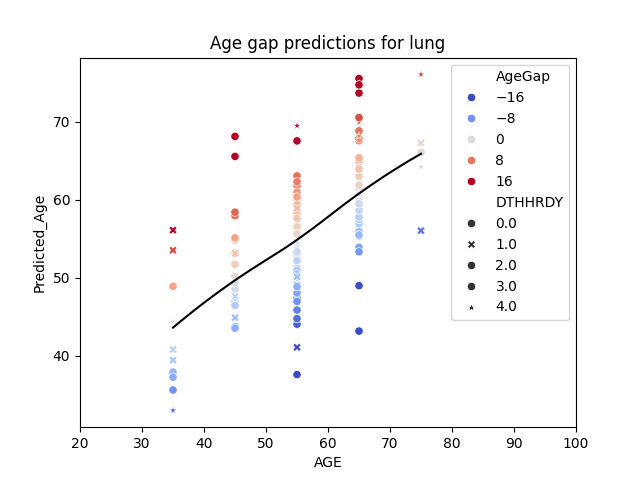 Age gap predictions for lung
AgeGap
−16
−8
0
8
16
DTHHRDY
0.0
1.0
2.0
3.0
4.0
Predicted_Age
70
60
50
40
20 30 40 50 60 70 80 90 100
AGE